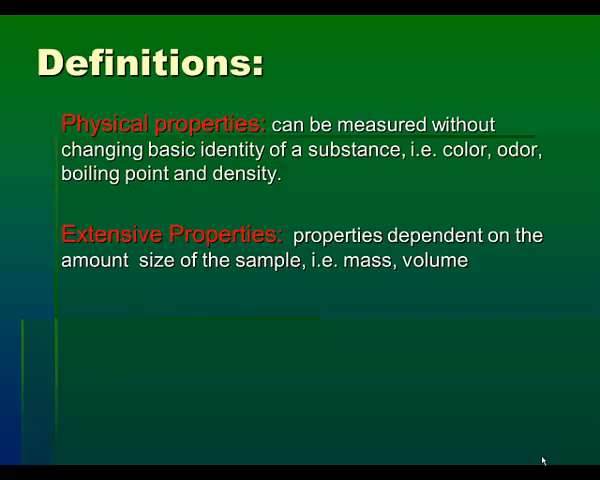 Definitions:
Physical properties: can be measured without
changing basic identity of a substance, i.e. color, odor,
boiling point and density.
Extensive Properties: properties dependent on the
amount size of the sample, i.e. mass, volume